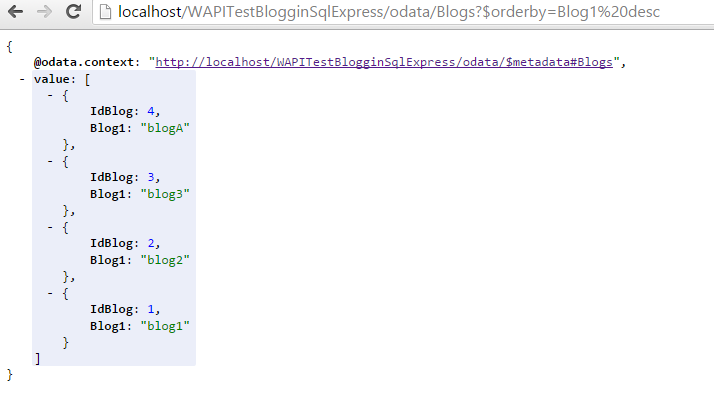 localhost/WAPITestBlogginSqlExpress/odata/Blogs?$orderby=Blog1%20desc
{
@odata.context: "http://localhost/WAPITestBlogginSqlExpress/odata/$metadata#Blogs",
- value: [
- {
IdBlog: 4,
Blog1: "blogA"
},
- {
IdBlog: 3,
Blog1: "blog3"
},
- {
IdBlog: 2,
Blog1: "blog2"
},
- {
IdBlog: 1,
Blog1: "blog1"
}
]
}